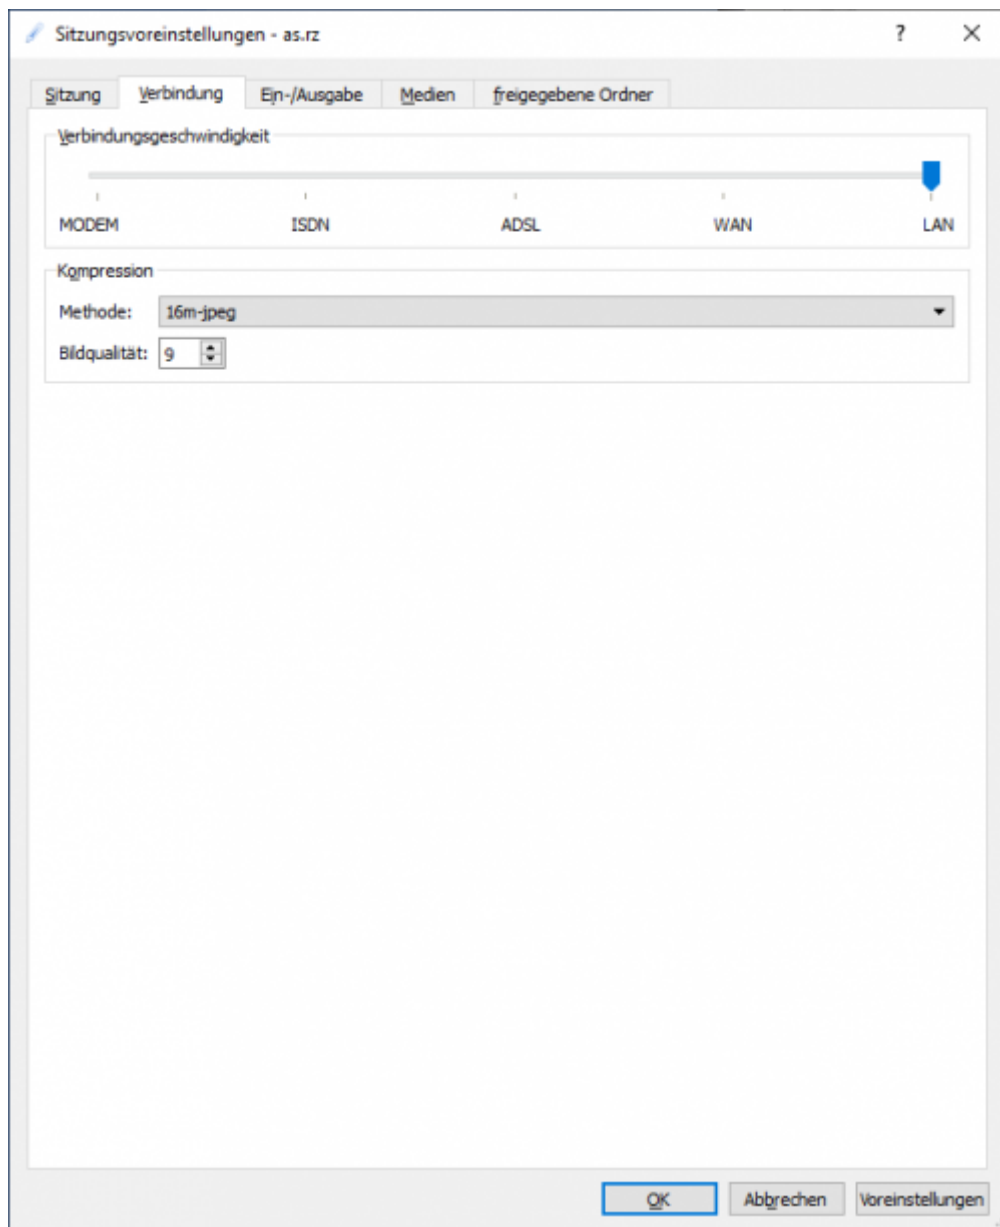 Sitzungsvoreinstellungen - as.rz ? ×
Sitzung Verbindung Ein-/Ausgabe Medien freigegebene Ordner
Verbindungsgeschwindigkeit
MODEM ISDN ADSL WAN LAN
Kompression
Methode: 16m-jpeg
Bildqualität: 9
OK Abbrechen Voreinstellungen